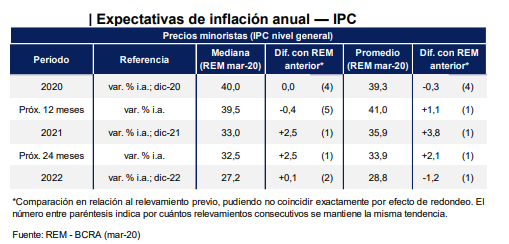 | Expectativas de inflación anual — IPC
Precios minoristas (IPC nivel general)
Período Referencia Mediana (REM mar-20) Dif. con REM anterior* Promedio (REM mar-20) Dif. con REM anterior*
2020 var. % i.a.; dic-20 40,0 0,0 (4) 39,3 -0,3 (4)
Próx. 12 meses var. % i.a. 39,5 -0,4 (5) 41,0 +1,1 (1)
2021 var. % i.a.; dic-21 33,0 +2,5 (1) 35,9 +3,8 (1)
Próx. 24 meses var. % i.a. 32,5 +2,5 (1) 33,9 +2,1 (1)
2022 var. % i.a.; dic-22 27,2 +0,1 (2) 28,8 -1,2 (1)
*Comparación en relación al relevamiento previo, pudiendo no coincidir exactamente por efecto de redondeo. El
número entre paréntesis indica por cuántos relevamientos consecutivos se mantiene la misma tendencia.
Fuente: REM - BCRA (mar-20)